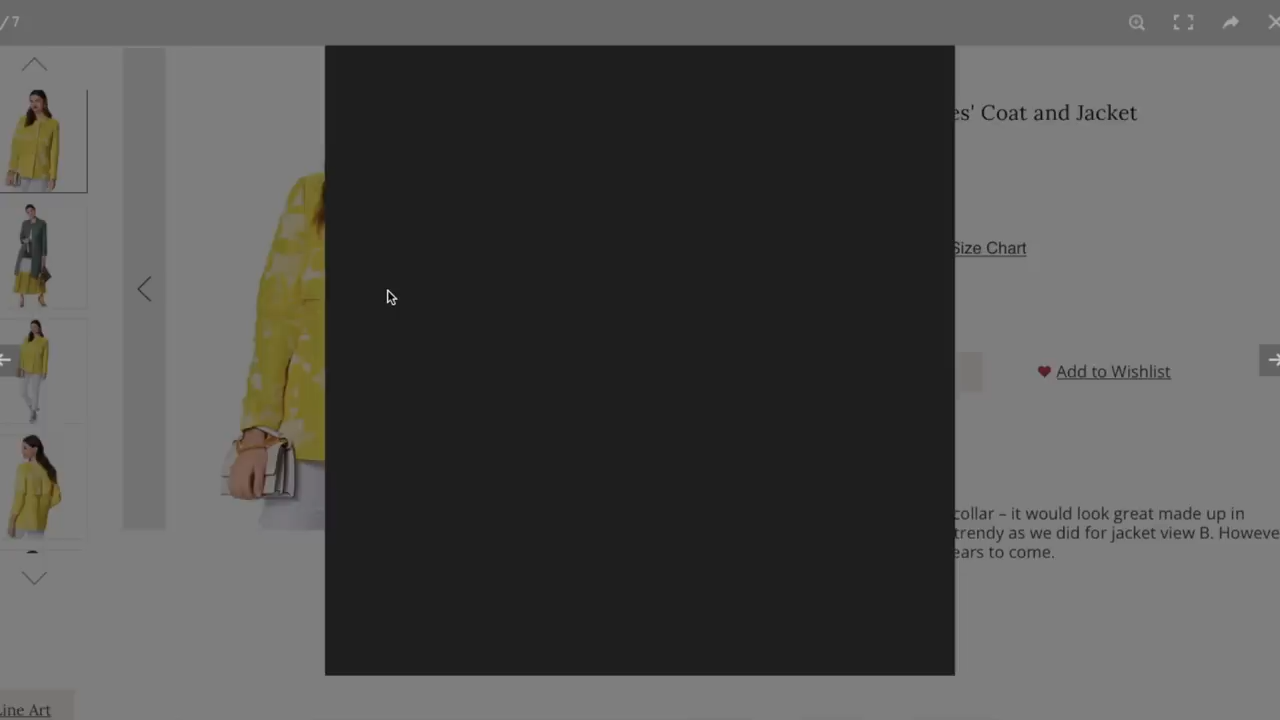 / 7
es' Coat and Jacket
Size Chart
Add to Wishlist
collar – it would look great made up in
trendy as we did for jacket view B. Howeve
ears to come.
Line Art